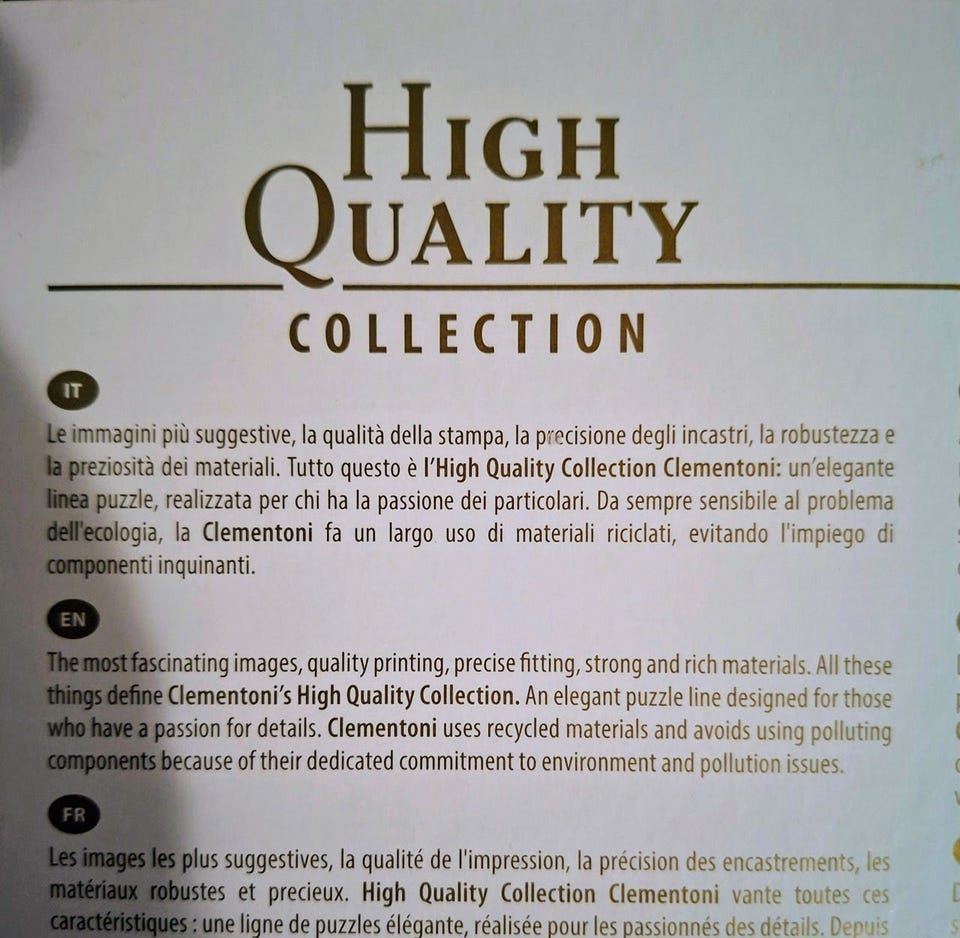 HIGH
QUALITY
COLLECTION
IT
Le immagini più suggestive, la qualità della stampa, la precisione degli incastri, la robustezza e
la preziosità dei materiali. Tutto questo è l’High Quality Collection Clementoni: un’elegante
linea puzzle, realizzata per chi ha la passione dei particolari. Da sempre sensibile al problema
dell'ecologia, la Clementoni fa un largo uso di materiali riciclati, evitando l'impiego di
componenti inquinanti.
EN
The most fascinating images, quality printing, precise fitting, strong and rich materials. All these
things define Clementoni’s High Quality Collection. An elegant puzzle line designed for those
who have a passion for details. Clementoni uses recycled materials and avoids using polluting
components because of their dedicated commitment to environment and pollution issues.
FR
Les images les plus suggestives, la qualité de l'impression, la précision des encastrements, les
matériaux robustes et precieux. High Quality Collection Clementoni vante toutes ces
caractéristiques : une ligne de puzzles élégante, réalisée pour les passionnés des détails. Depuis